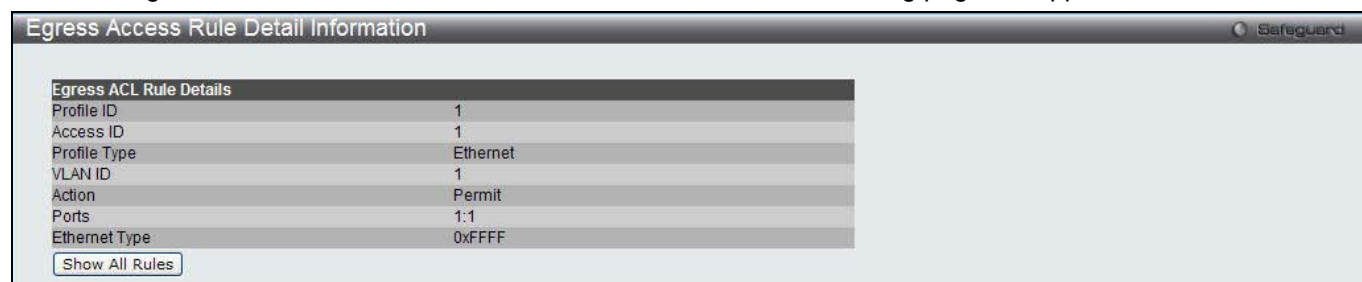 Egress Access Rule Detail Information
Safeguard
Egress ACL Rule Details
Profile ID 1
Access ID 1
Profile Type Ethernet
VLAN ID 1
Action Permit
Ports 1:1
Ethernet Type 0xFFFF
Show All Rules